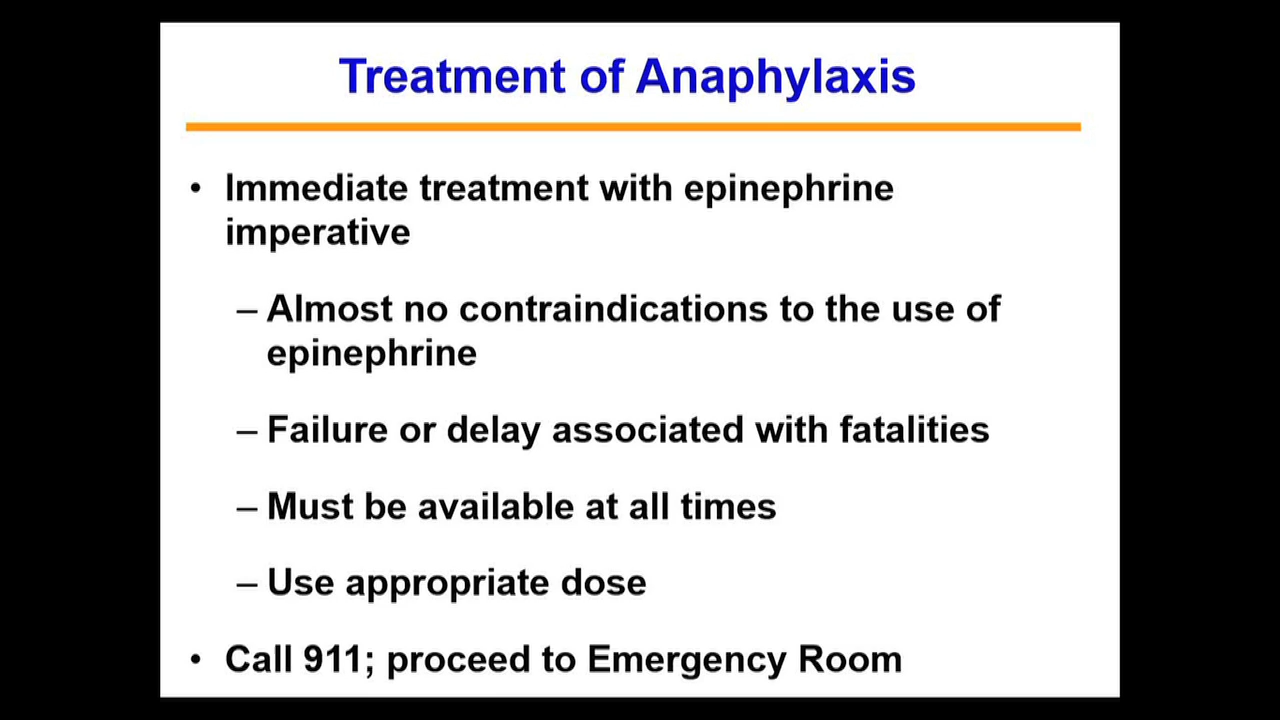 Treatment of Anaphylaxis
• Immediate treatment with epinephrine
imperative
– Almost no contraindications to the use of
epinephrine
– Failure or delay associated with fatalities
– Must be available at all times
– Use appropriate dose
• Call 911; proceed to Emergency Room